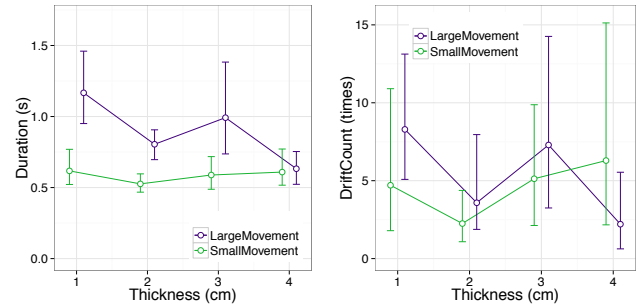 Duration (s)
1.5
1.0
0.5
0.0
LargeMovement
SmallMovement
1 2 3 4
Thickness (cm)
DriftCount (times)
15
10
5
0
LargeMovement
SmallMovement
1 2 3 4
Thickness (cm)